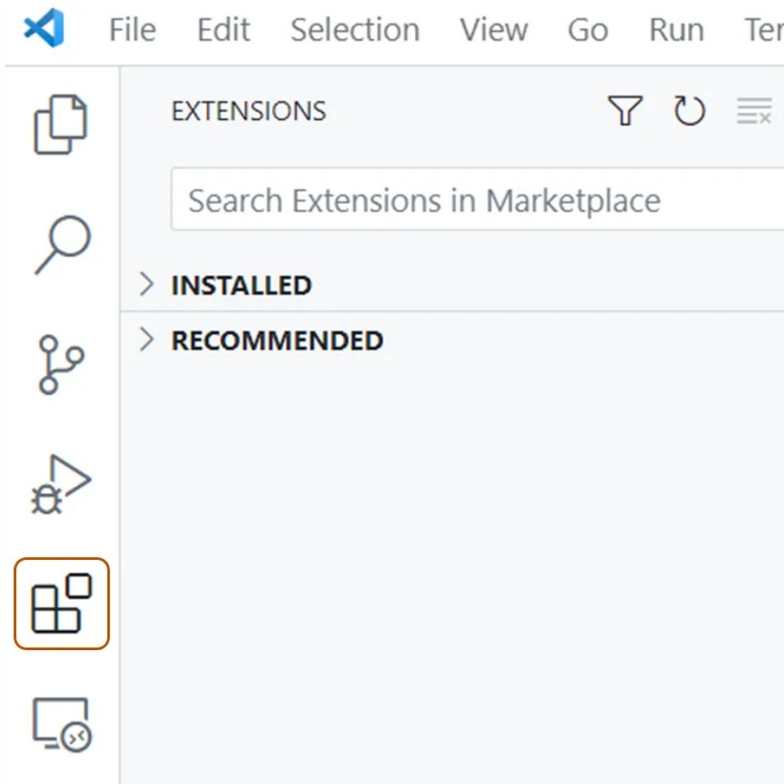 File Edit Selection View Go Run
EXTENSIONS
Search Extensions in Marketplace
INSTALLED
RECOMMENDED